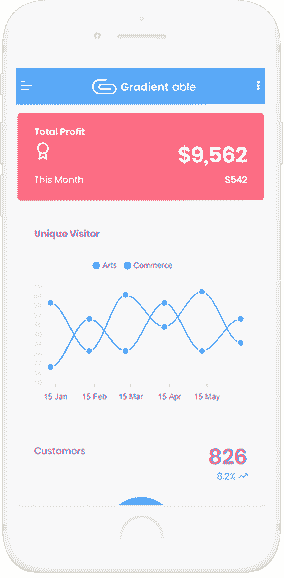 Gradient able
Total Profit
$9,562
This Month
$542
Unique Visitor
Arts
Commerce
15 Jan
15 Feb
15 Mar
15 Apr
15 May
Customers
826
8.2%